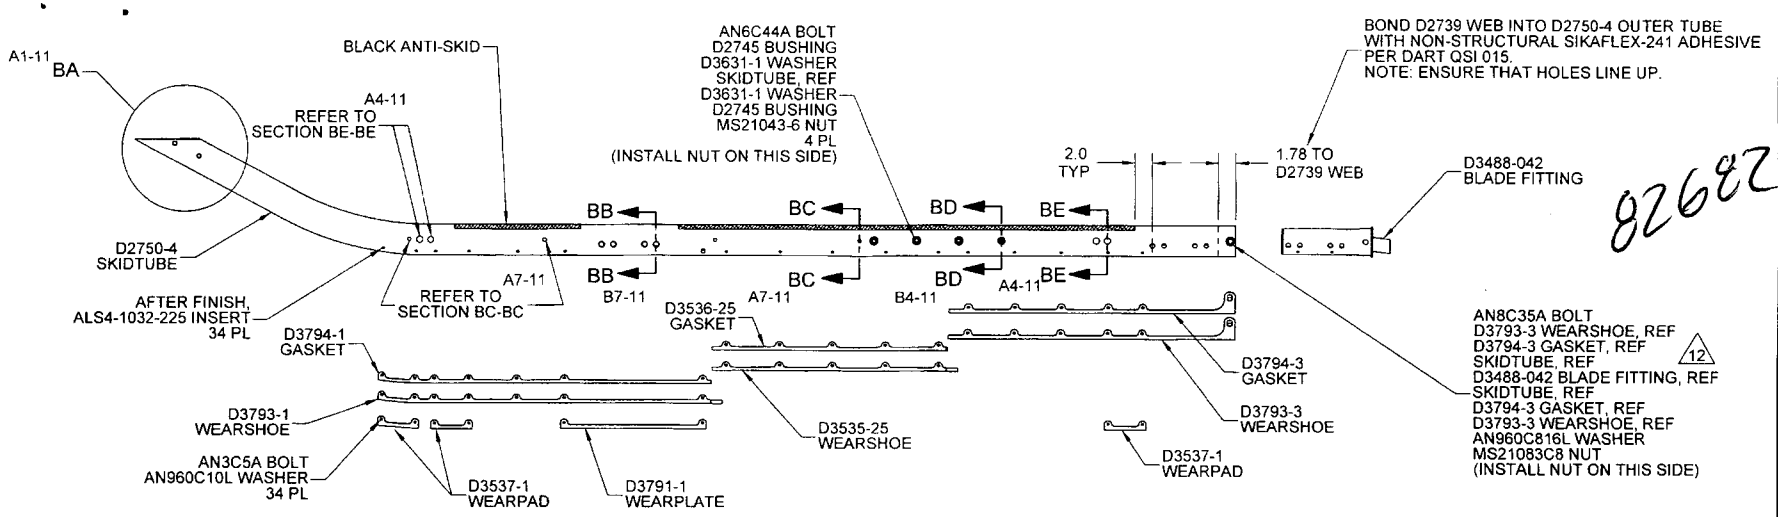 A1-11
BA
BLACK ANTI-SKID
A4-11
REFER TO
SECTION BE-BE
AN6C44A BOLT
D2745 BUSHING
D3631-1 WASHER
SKIDTUBE, REF
D3631-1 WASHER
D2745 BUSHING
MS21043-6 NUT
4 PL
(INSTALL NUT ON THIS SIDE)
BOND D2739 WEB INTO D2750-4 OUTER TUBE
WITH NON-STRUCTURAL SIKAFLEX-241 ADHESIVE
PER DART QSI 015.
NOTE: ENSURE THAT HOLES LINE UP.
2.0
TYP
1.78 TO
D2739 WEB
D3488-042
BLADE FITTING
82682
D2750-4
SKIDTUBE
BB
BC
BD
BE
BB
BC
BD
BE
A7-11
B7-11
A7-11
B4-11
A4-11
REFER TO
SECTION BC-BC
AFTER FINISH,
ALS4-1032-225 INSERT
34 PL
D3794-1
GASKET
D3536-25
GASKET
D3794-3
GASKET
D3793-1
WEARSHOE
D3535-25
WEARSHOE
D3793-3
WEARSHOE
AN3C5A BOLT
AN960C10L WASHER
34 PL
D3537-1
WEARPAD
D3791-1
WEARPLATE
D3537-1
WEARPAD
AN8C35A BOLT
D3793-3 WEARSHOE, REF
D3794-3 GASKET, REF
SKIDTUBE, REF
D3488-042 BLADE FITTING, REF
SKIDTUBE, REF
D3794-3 GASKET, REF
D3793-3 WEARSHOE, REF
AN960C816L WASHER
MS21083C8 NUT
(INSTALL NUT ON THIS SIDE)
12